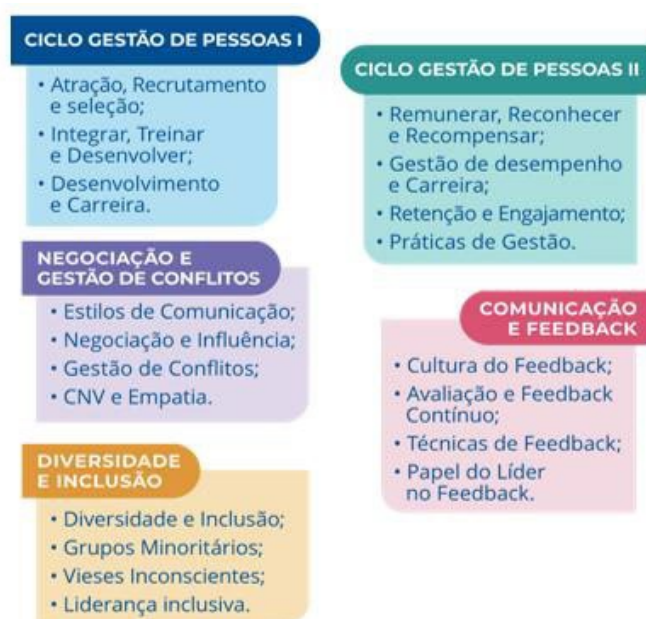 CICLO GESTÃO DE PESSOAS I
• Atração, Recrutamento
e seleção;
• Integrar, Treinar
e Desenvolver;
• Desenvolvimento
e Carreira.
CICLO GESTÃO DE PESSOAS II
• Remunerar, Reconhecer
e Recompensar;
• Gestão de desempenho
e Carreira;
• Retenção e Engajamento;
• Práticas de Gestão.
NEGOCIAÇÃO E
GESTÃO DE CONFLITOS
• Estilos de Comunicação;
• Negociação e Influência;
• Gestão de Conflitos;
• CNV e Empatia.
COMUNICAÇÃO
E FEEDBACK
• Cultura do Feedback;
• Avaliação e Feedback
Contínuo;
• Técnicas de Feedback;
• Papel do Líder
no Feedback.
DIVERSIDADE
E INCLUSÃO
• Diversidade e Inclusão;
• Grupos Minoritários;
• Vieses Inconscientes;
• Liderança inclusiva.